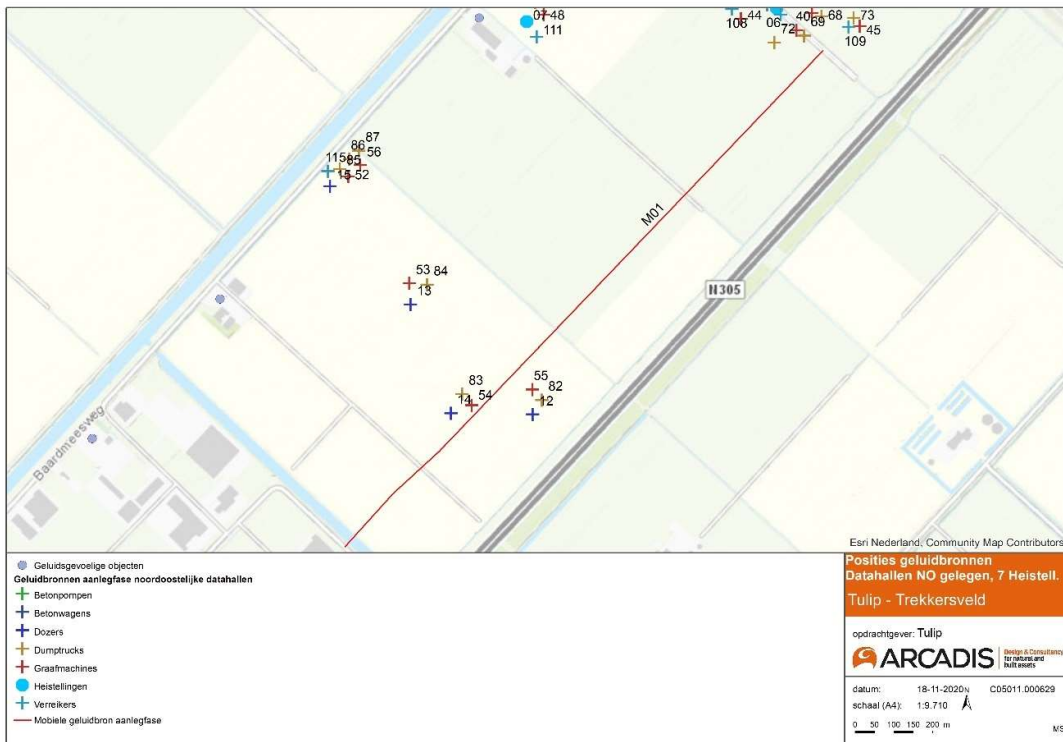 01 48
111
108
44
06
72
40
69
68
73
45
109
87
86
56
115
85
15
52
53
84
13
M01
N305
83
14
54
55
82
12
Baardmeesweg
Esri Nederland, Community Map Contributors
Geluidsgevoelige objecten
Geluidbronnen aanlegfase noordoostelijke datahallen
Betonpompen
Betonwagens
Dozers
Dumptrucks
Graafmachines
Heistellingen
Verreikers
Mobiele geluidbron aanlegfase
Posities geluidbronnen
Datahallen NO gelegen, 7 Heistell.
Tulip - Trekkersveld
opdrachtgever: Tulip
ARCADIS Design & Consultancy
for natural and
built assets
datum: 18-11-2020 N C05011.000629
schaal (A4): 1:9.710
0 50 100 150 200 m
MS